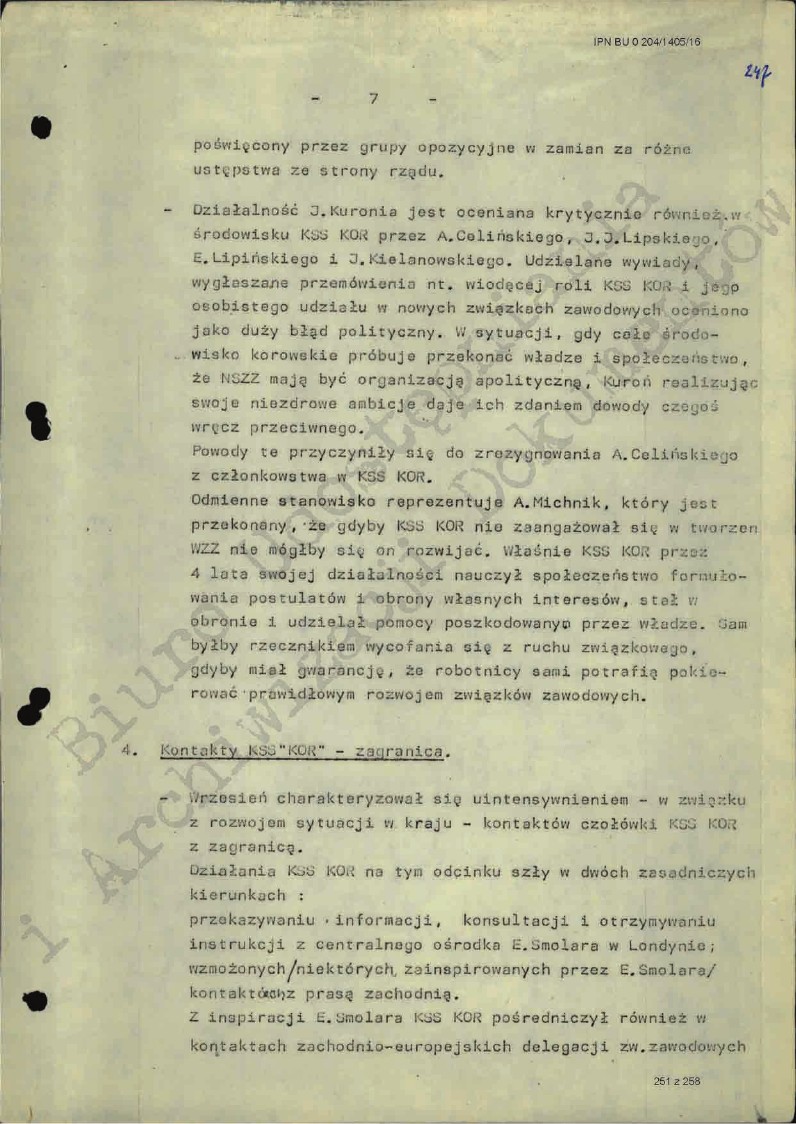 IPN BU 0 204/1405/16
247
- 7 -
poświęcony przez grupy opozycyjne w zamian za różne
ustępstwa ze strony rządu.
- Działalność J.Kuronia jest oceniana krytycznie również w
środowisku KSS KOR przez A.Celińskiego, J.J.Lipskiego,
E.Lipińskiego i J.Kielanowskiego. Udzielane wywiady,
wygłaszane przemówienia nt. wiodącej roli KSS KOR i jego
osobistego udziału w nowych związkach zawodowych oceniono
jako duży błąd polityczny. W sytuacji, gdy całe środo-
wisko korowskie próbuje przekonać władze i społeczeństwo,
że NSZZ mają być organizacją apolityczną, Kuroń realizując
swoje niezdrowe ambicje daje ich zdaniem dowody czegoś
wręcz przeciwnego.
Powody te przyczyniły się do zrezygnowania A.Celińskiego
z członkowstwa w KSS KOR.
Odmienne stanowisko reprezentuje A.Michnik, który jest
przekonany, że gdyby KSS KOR nie zaangażował się w tworzen
WZZ nie mógłby się on rozwijać. Właśnie KSS KOR przez
4 lata swojej działalności nauczył społeczeństwo formuło-
wania postulatów i obrony własnych interesów, stał w
obronie i udzielał pomocy poszkodowanym przez władze. Sam
byłby rzecznikiem wycofania się z ruchu związkowego,
gdyby miał gwarancję, że robotnicy sami potrafią pokie-
rować prawidłowym rozwojem związków zawodowych.
4. Kontakty KSS"KOR" - zagranica.
- Wrzesień charakteryzował się uintensywnieniem - w związku
z rozwojem sytuacji w kraju - kontaktów czołówki KSS KOR
z zagranicą.
Działania KSS KOR na tym odcinku szły w dwóch zasadniczych
kierunkach :
przekazywaniu informacji, konsultacji i otrzymywaniu
instrukcji z centralnego ośrodka E.Smolara w Londynie;
wzmożonych/niektórych zainspirowanych przez E.Smolara/
kontaktów z prasą zachodnią.
Z inspiracji E.Smolara KSS KOR pośredniczył również w
kontaktach zachodnio-europejskich delegacji zw.zawodowych
251 z 258
Biuro Udostępniania
i Archiwizacji Dokumentów